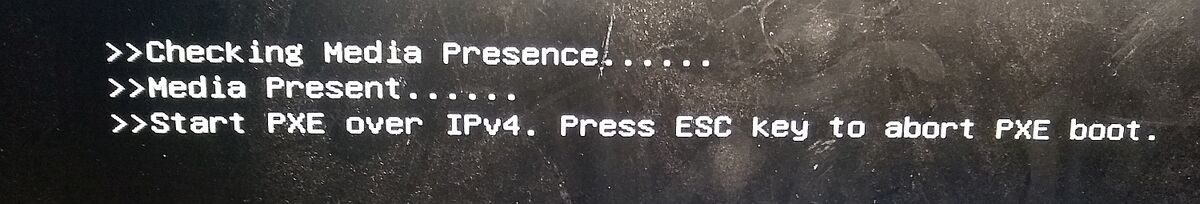 >>Checking Media Presence......
>>Media Present......
>>Start PXE over IPv4. Press ESC key to abort PXE boot.